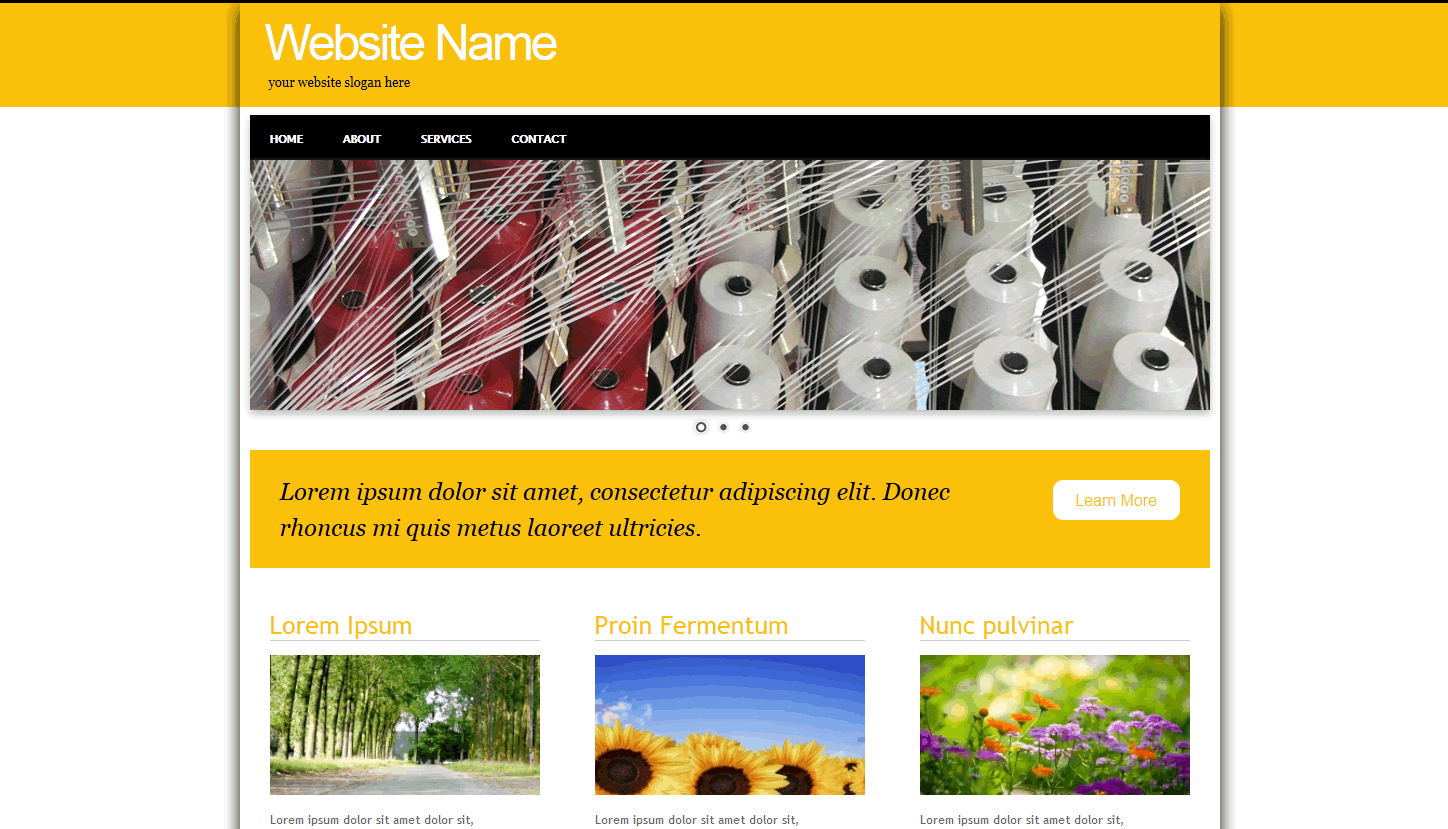 Website Name
your website slogan here
HOME ABOUT SERVICES CONTACT
Lorem ipsum dolor sit amet, consectetur adipiscing elit. Donec
rhoncus mi quis metus laoreet ultricies.
Learn More
Lorem Ipsum
Proin Fermentum
Nunc pulvinar
Lorem ipsum dolor sit amet dolor sit,
Lorem ipsum dolor sit amet dolor sit,
Lorem ipsum dolor sit amet dolor sit,